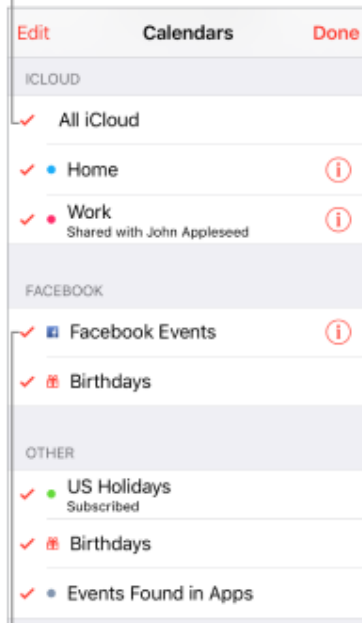 Edit Calendars Done
ICLOUD
All iCloud
Home
Work
Shared with John Appleseed
FACEBOOK
Facebook Events
Birthdays
OTHER
US Holidays
Subscribed
Birthdays
Events Found in Apps